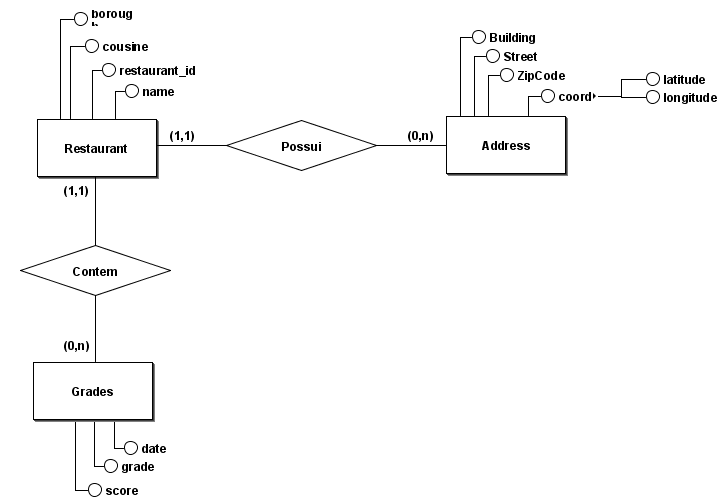 boroug
cousine
restaurant_id
name
Building
Street
ZipCode
coord
latitude
longitude
Restaurant
(1,1)
Possui
(0,n)
Address
(1,1)
Contem
(0,n)
Grades
date
grade
score